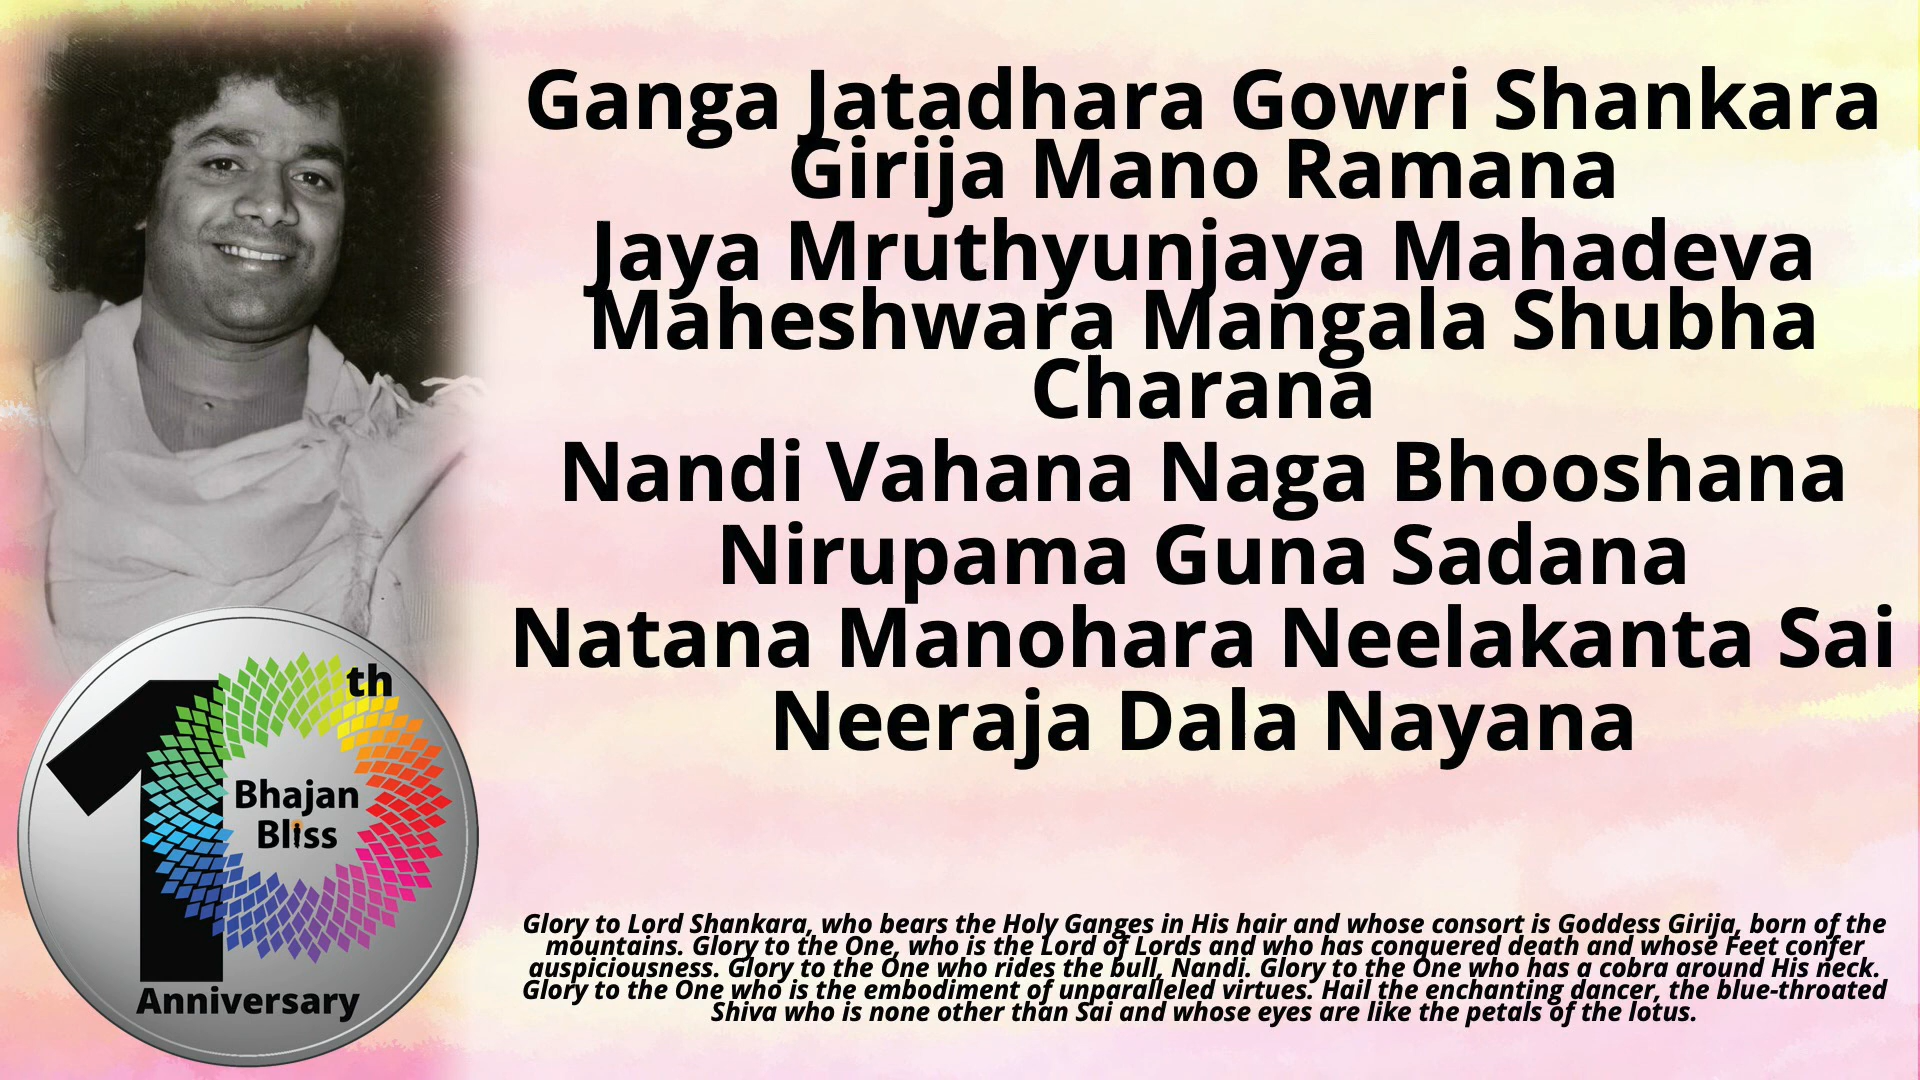 Ganga Jatadhara Gowri Shankara
Girija Mano Ramana
Jaya Mruthyunjaya Mahadeva
Maheshwara Mangala Shubha
Charana
Nandi Vahana Naga Bhooshana
Nirupama Guna Sadana
Natana Manohara Neelakanta Sai
Neeraja Dala Nayana
10th
Bhajan
Bliss
Anniversary
Glory to Lord Shankara, who bears the Holy Ganges in His hair and whose consort is Goddess Girija, born of the
mountains. Glory to the One, who is the Lord of Lords and who has conquered death and whose Feet confer
auspiciousness. Glory to the One who rides the bull, Nandi. Glory to the One who has a cobra around His neck.
Glory to the One who is the embodiment of unparalleled virtues. Hail the enchanting dancer, the blue-throated
Shiva who is none other than Sai and whose eyes are like the petals of the lotus.